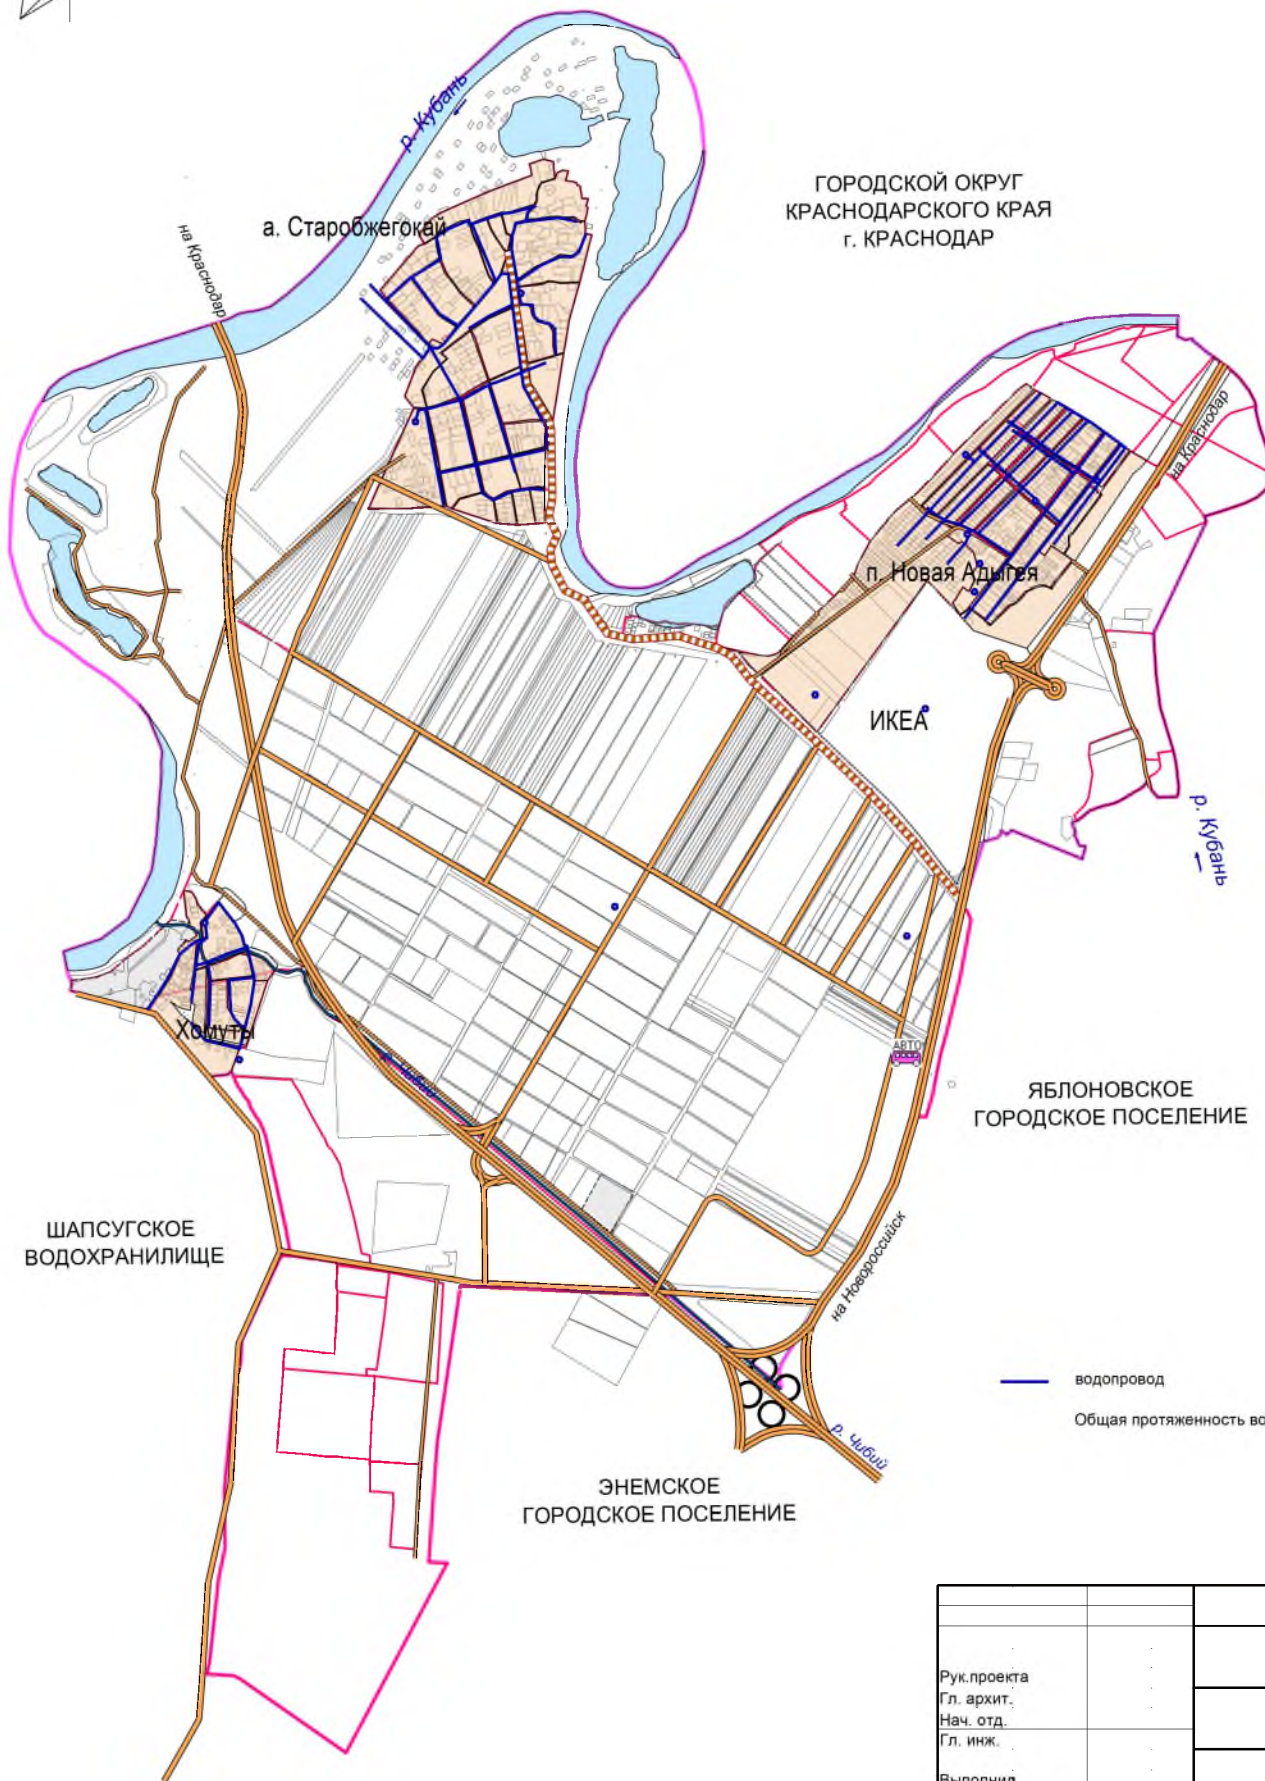 р. Кубань
ГОРОДСКОЙ ОКРУГ
КРАСНОДАРСКОГО КРАЯ
г. КРАСНОДАР
а. Старобжегокай
на Краснодар
на Краснодар
п. Новая Адыгея
ИКЕА
р. Кубань
Хомуты
АВТО
р. Чибий
ЯБЛОНОВСКОЕ
ГОРОДСКОЕ ПОСЕЛЕНИЕ
ШАПСУГСКОЕ
ВОДОХРАНИЛИЩЕ
на Новороссийск
водопровод
Общая протяженность во
р. Чибий
ЭНЕМСКОЕ
ГОРОДСКОЕ ПОСЕЛЕНИЕ
Рук.проекта
Гл. архит.
Нач. отд.
Гл. инж.
Выполнил